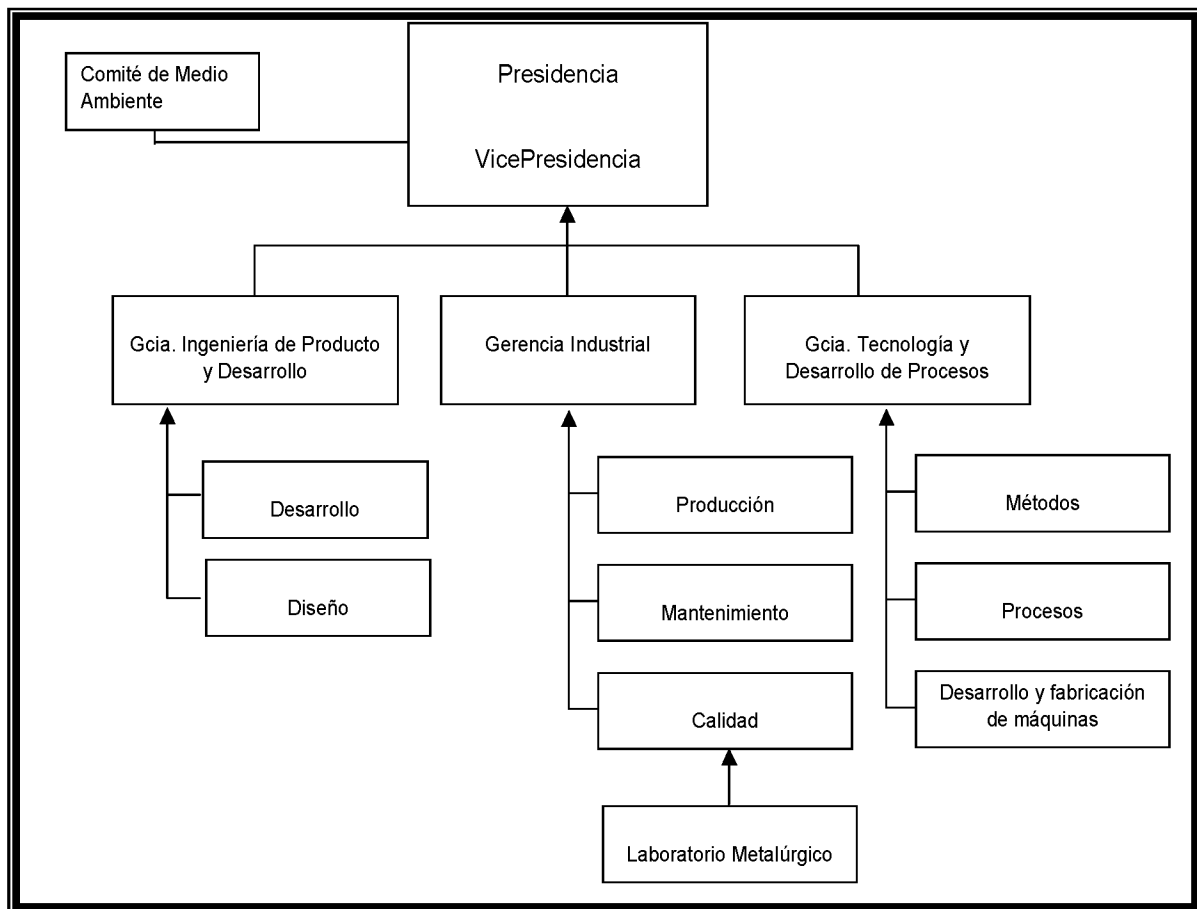 Comité de Medio
Ambiente
Presidencia
VicePresidencia
Gcia. Ingeniería de Producto
y Desarrollo
Gerencia Industrial
Gcia. Tecnología y
Desarrollo de Procesos
Desarrollo
Diseño
Producción
Mantenimiento
Calidad
Laboratorio Metalúrgico
Métodos
Procesos
Desarrollo y fabricación
de máquinas